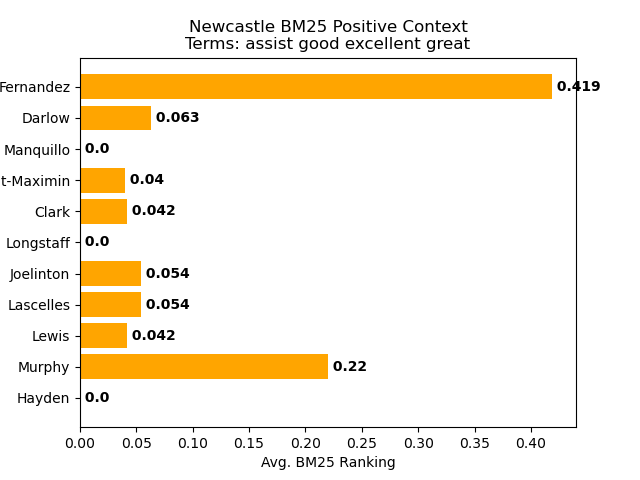 Newcastle BM25 Positive Context
Terms: assist good excellent great
Fernandez 0.419
Darlow 0.063
Manquillo 0.0
t-Maximin 0.04
Clark 0.042
Longstaff 0.0
Joelinton 0.054
Lascelles 0.054
Lewis 0.042
Murphy 0.22
Hayden 0.0
0.00 0.05 0.10 0.15 0.20 0.25 0.30 0.35 0.40
Avg. BM25 Ranking